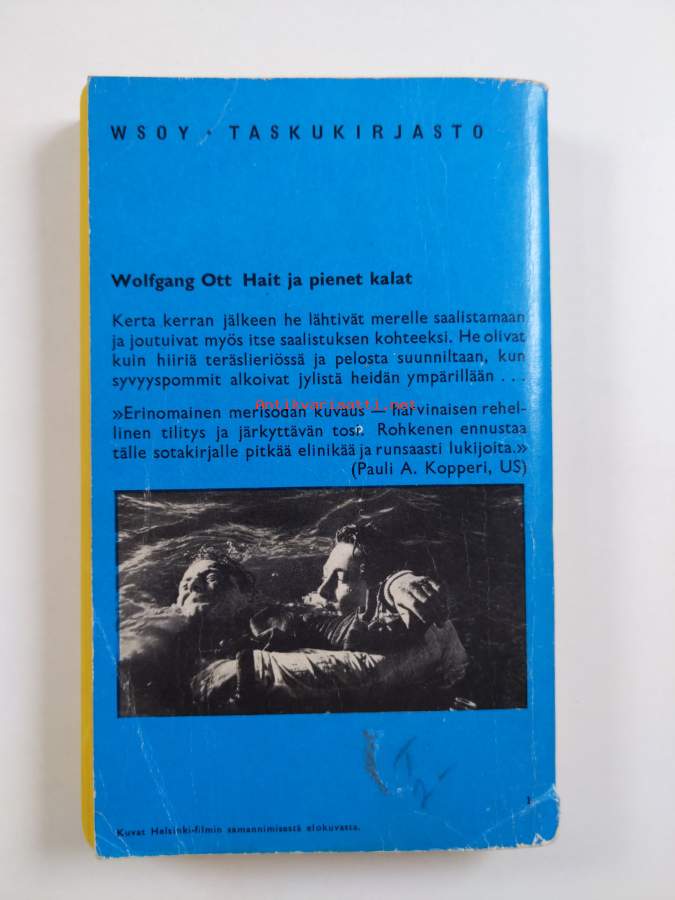 WSOY • TASKUKIRJASTO
Wolfgang Ott Hait ja pienet kalat
Kerta kerran jälkeen he lähtivät merelle saalistamaan
ja joutuivat myös itse saalistuksen kohteeksi. He olivat
kuin hiiriä teräslieriössä ja pelosta suunniltaan, kun
syvyyspommit alkoivat jylistä heidän ympärillään . . .
Antikvariaatti.net
»Erinomainen merisodan kuvaus — harvinaisen rehel-
linen tilitys ja järkyttävän tosi. Rohkenen ennustaa
tälle sotakirjalle pitkää elinikää ja runsaasti lukijoita.»
(Pauli A. Kopperi, US)
2-
Kuvat Helsinki-filmin samannimisestä elokuvasta.